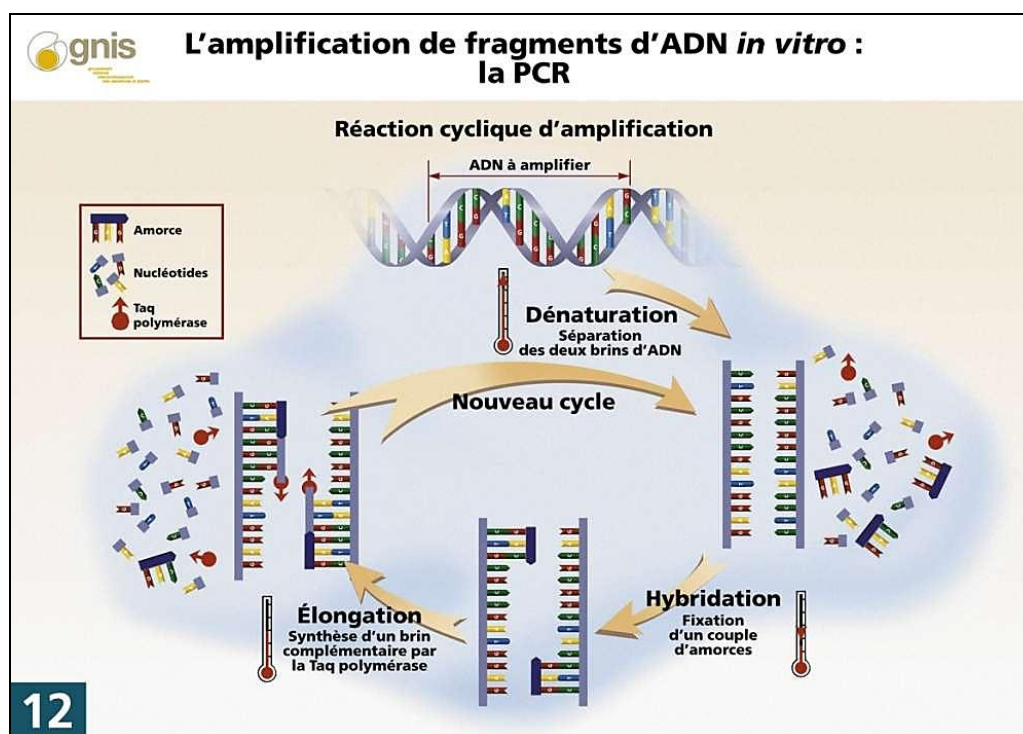 gnis
L’amplification de fragments d’ADN in vitro :
la PCR
Réaction cyclique d’amplification
ADN à amplifier
Amorce
Nucléotides
Taq
polymérase
Dénaturation
Séparation
des deux brins d’ADN
Nouveau cycle
Hybridation
Fixation
d’un couple
d’amorces
Élongation
Synthèse d’un brin
complémentaire par
la Taq polymérase
12